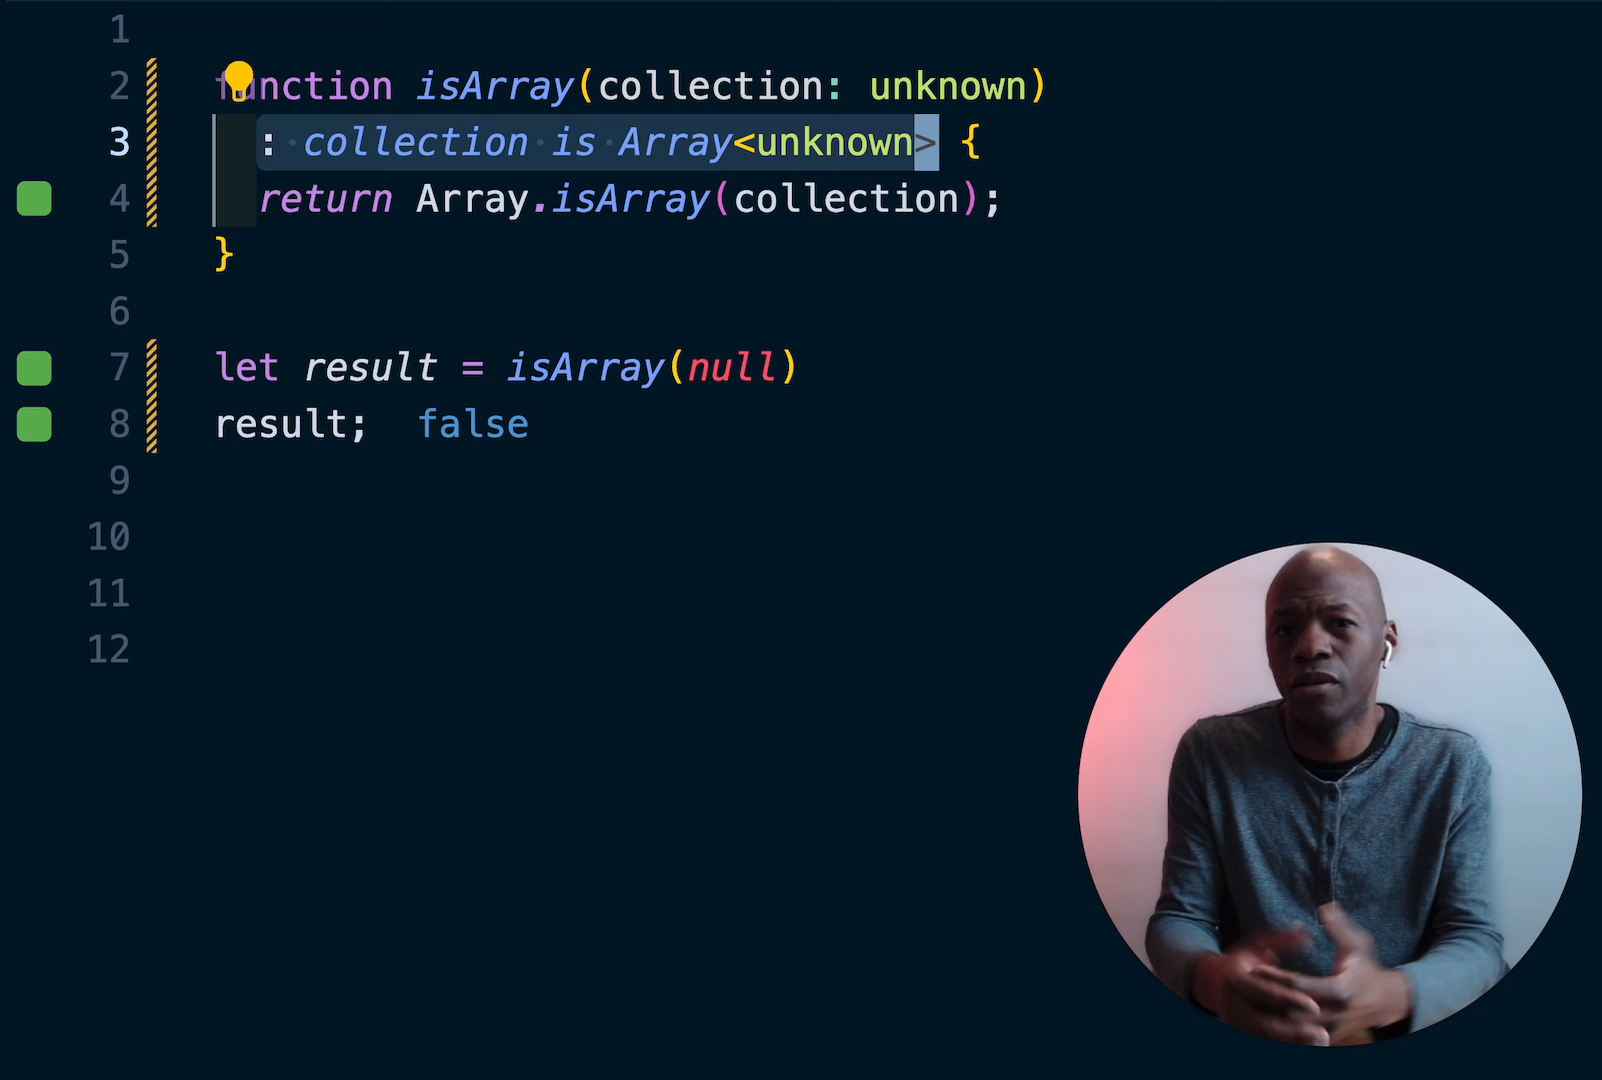 1
2 function isArray(collection: unknown)
3 : collection is Array<unknown> {
4 return Array.isArray(collection);
5 }
6
7 let result = isArray(null)
8 result; false
9
10
11
12